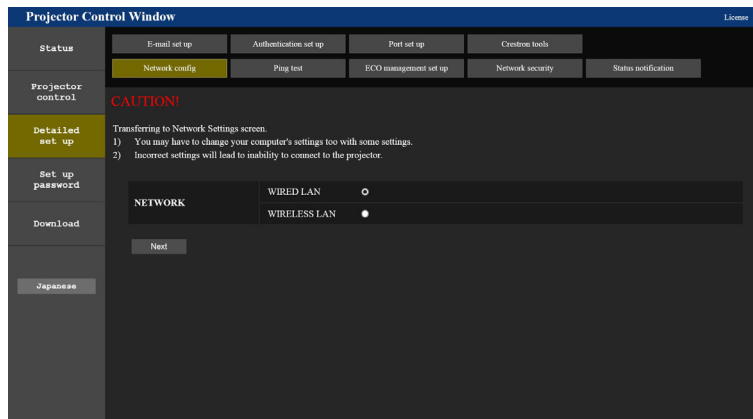 Projector Control Window
License
Status
Projector
control
Detailed
set up
Set up
password
Download
Japanese
E-mail set up
Authentication set up
Port set up
Crestron tools
Network config
Ping test
ECO management set up
Network security
Status notification
CAUTION!
Transferring to Network Settings screen.
1) You may have to change your computer's settings too with some settings.
2) Incorrect settings will lead to inability to connect to the projector.
NETWORK
WIRED LAN
WIRELESS LAN
Next